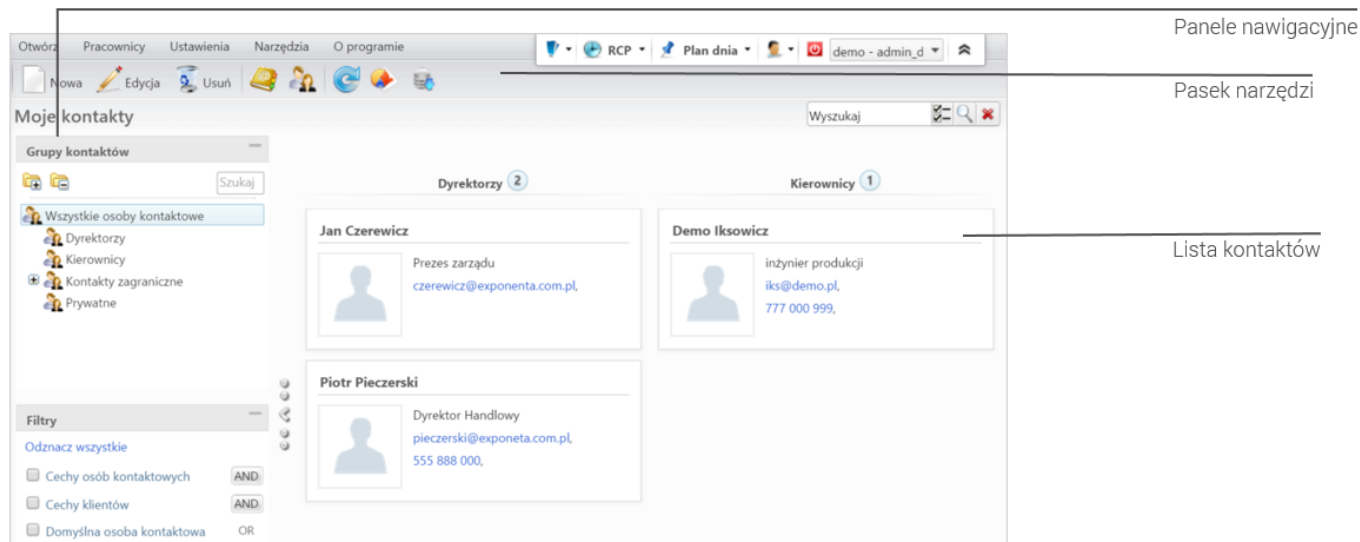 Panele nawigacyjne
Otwórz Pracownicy Ustawienia Narzędzia O programie
RCP Plan dnia demo - admin_d
Nowa Edycja Usuń
Pasek narzędzi
Moje kontakty
Wyszukaj
Grupy kontaktów
Szukaj
Wszystkie osoby kontaktowe
Dyrektorzy
Kierownicy
Kontakty zagraniczne
Prywatne
Filtry
Odznacz wszystkie
Cechy osób kontaktowych AND
Cechy klientów AND
Domyślna osoba kontaktowa OR
Dyrektorzy 2
Jan Czerewicz
Prezes zarządu
czerewicz@exponenta.com.pl,
Piotr Pieczerski
Dyrektor Handlowy
pieczerski@exponeta.com.pl,
555 888 000,
Kierownicy 1
Demo Iksowicz
inżynier produkcji
iks@demo.pl,
777 000 999,
Lista kontaktów